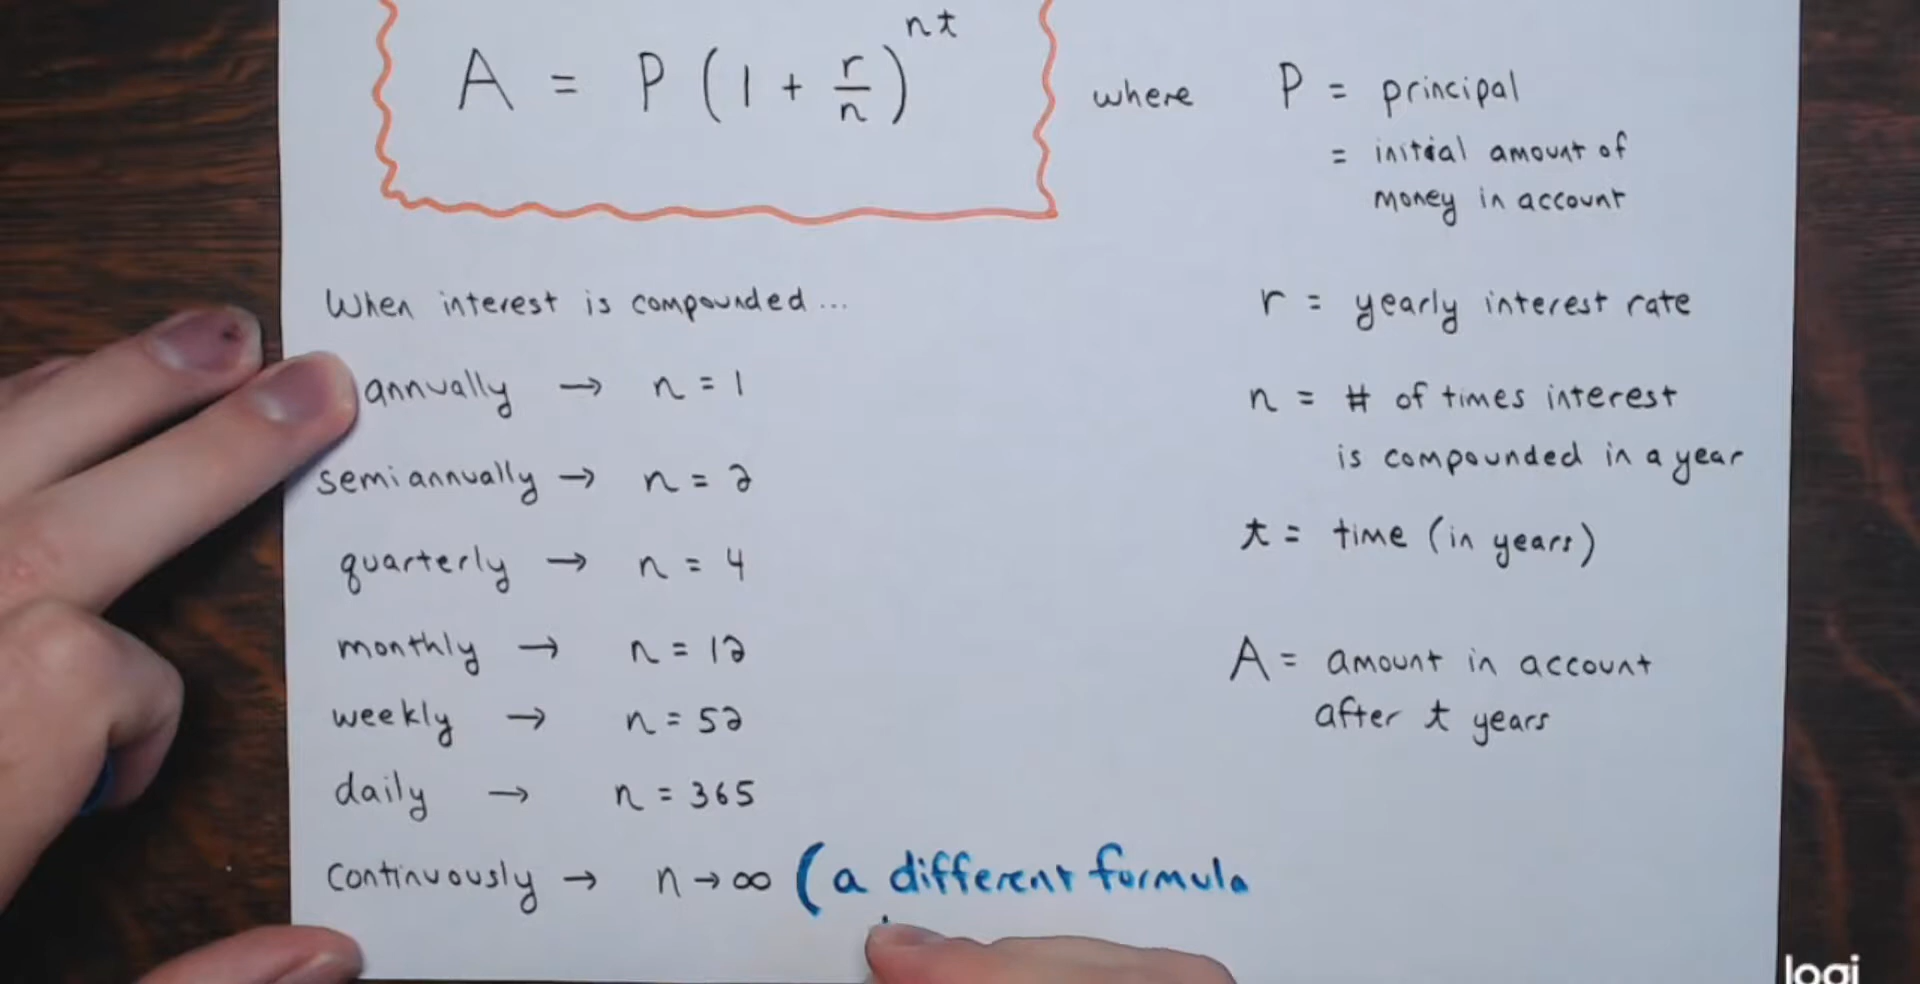 A = P (1 + r/n)^nt
where P = principal
= initial amount of
money in account
r = yearly interest rate
n = # of times interest
is compounded in a year
t = time (in years)
A = amount in account
after t years
When interest is compounded...
annually → n = 1
semiannually → n = 2
quarterly → n = 4
monthly → n = 12
weekly → n = 52
daily → n = 365
continuously → n → ∞ (a different formula
logi